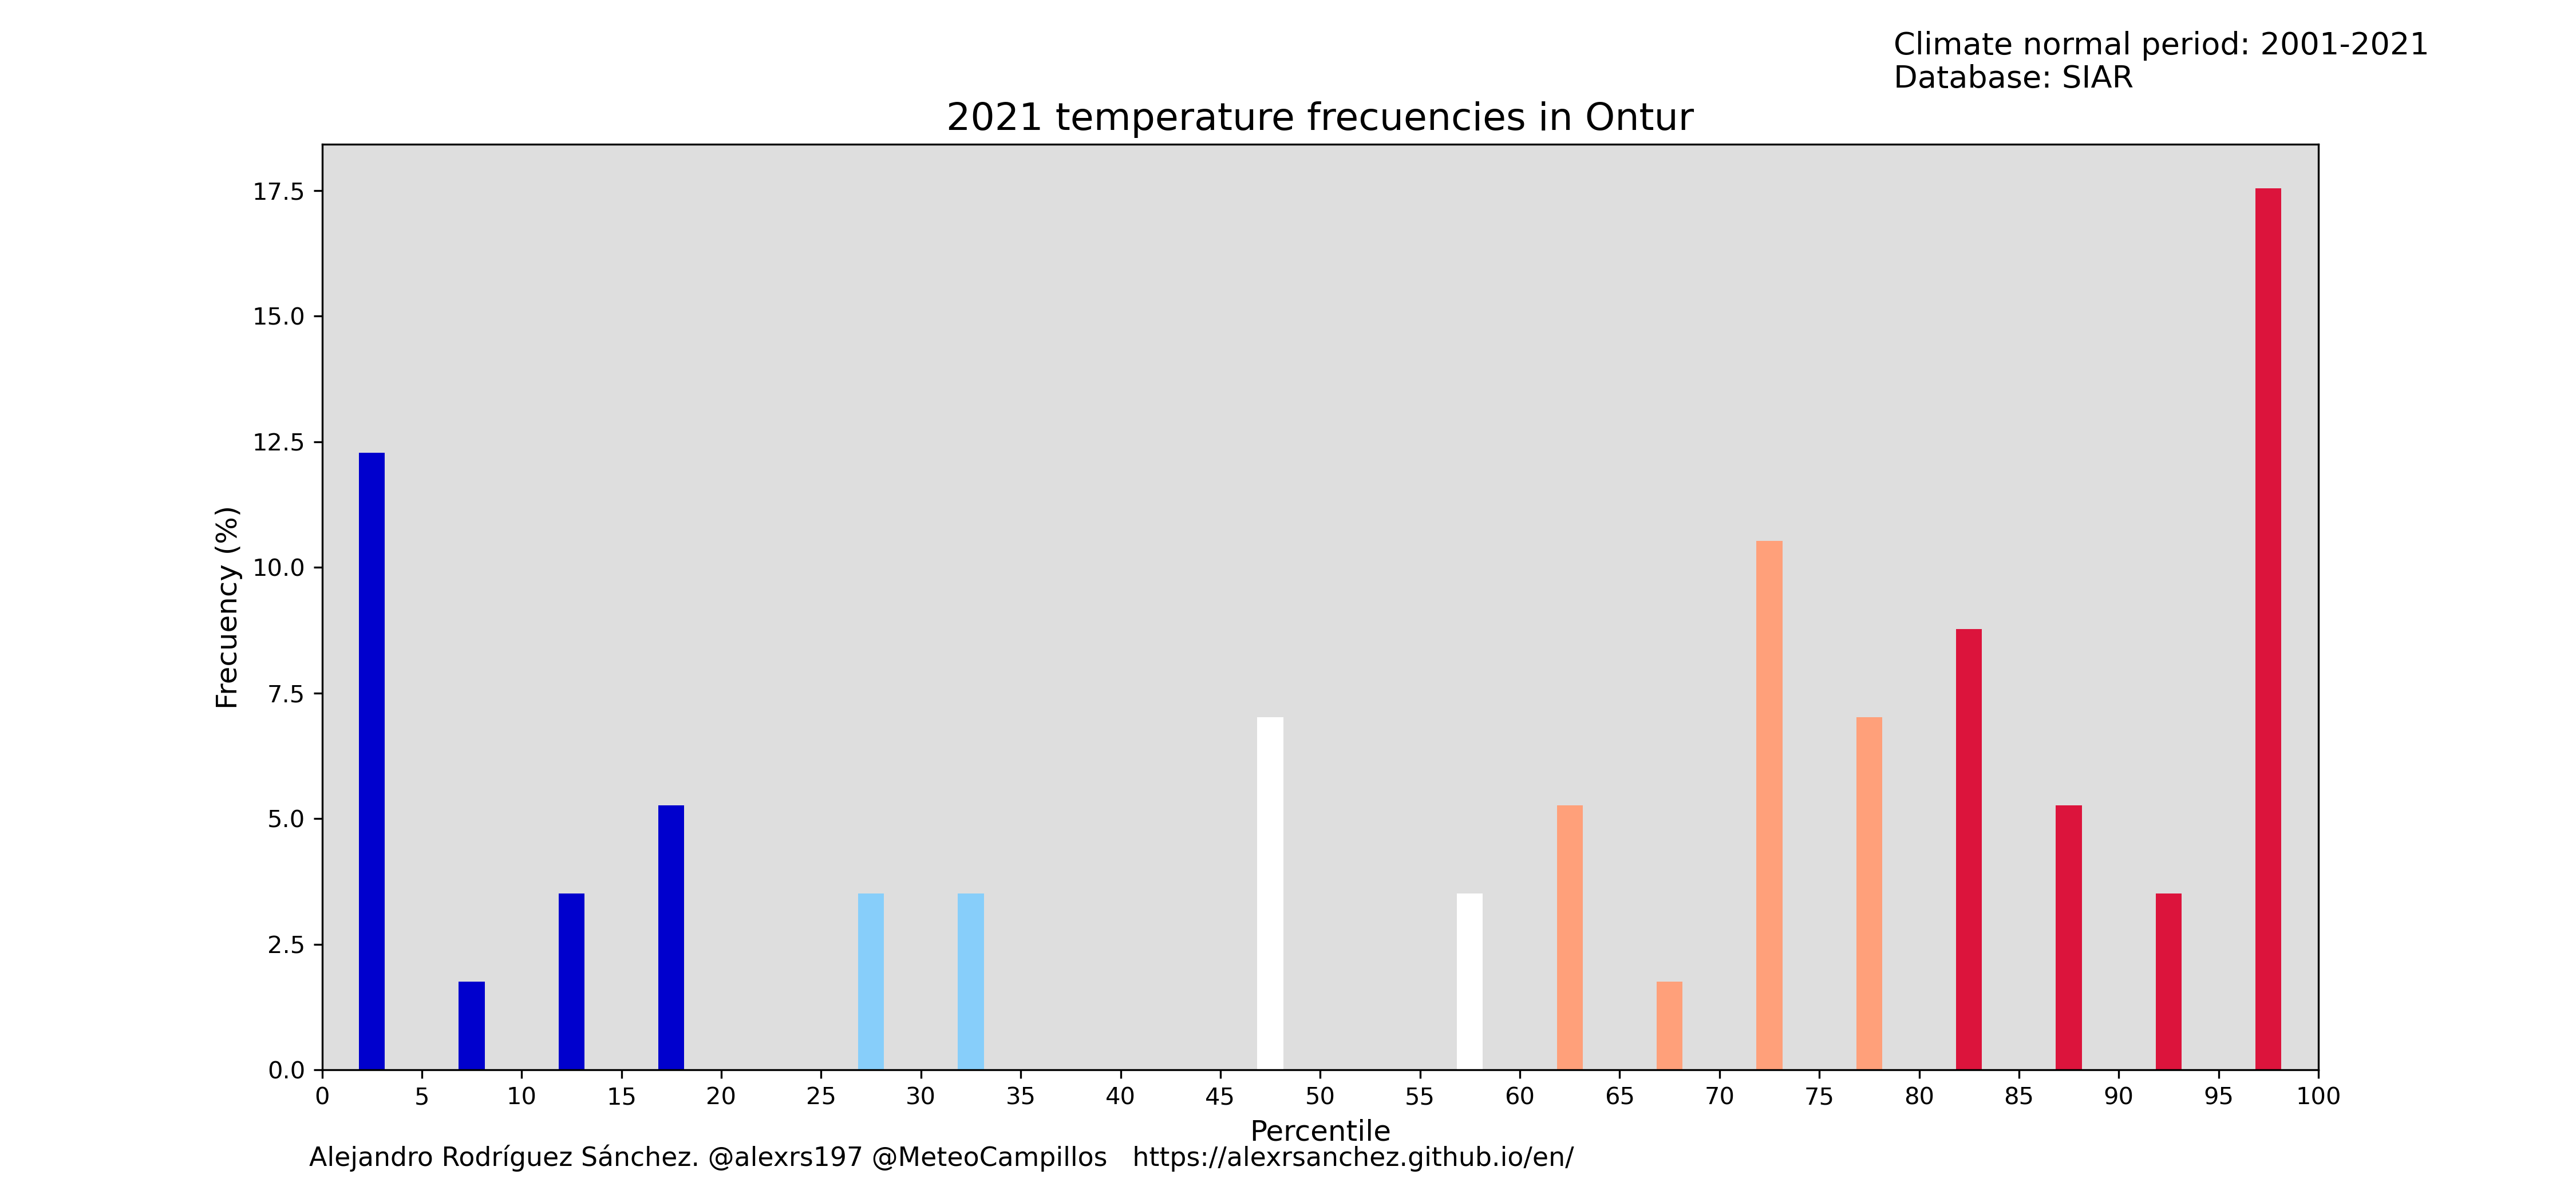 Climate normal period: 2001-2021
Database: SIAR
2021 temperature frecuencies in Ontur
17.5
15.0
12.5
10.0
7.5
5.0
2.5
0.0
Frecuency (%)
0 5 10 15 20 25 30 35 40 45 50 55 60 65 70 75 80 85 90 95 100
Percentile
Alejandro Rodríguez Sánchez. @alexrs197 @MeteoCampillos https://alexrsanchez.github.io/en/